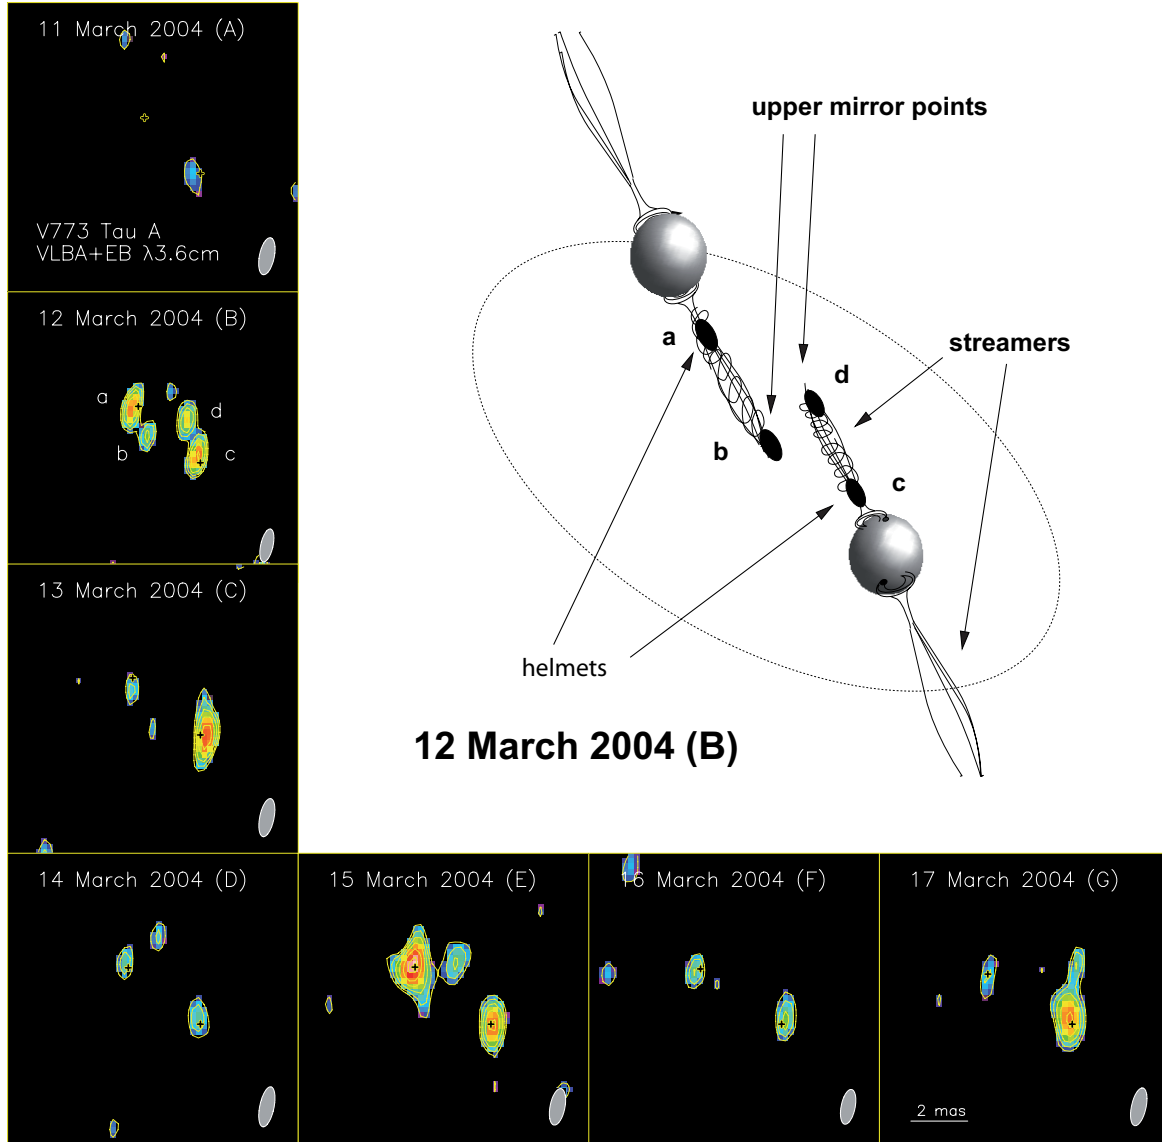 11 March 2004 (A)
V773 Tau A
VLBA+EB λ3.6cm
12 March 2004 (B)
a
b
d
c
13 March 2004 (C)
14 March 2004 (D)
15 March 2004 (E)
16 March 2004 (F)
17 March 2004 (G)
2 mas
upper mirror points
streamers
a
d
b
c
helmets
12 March 2004 (B)